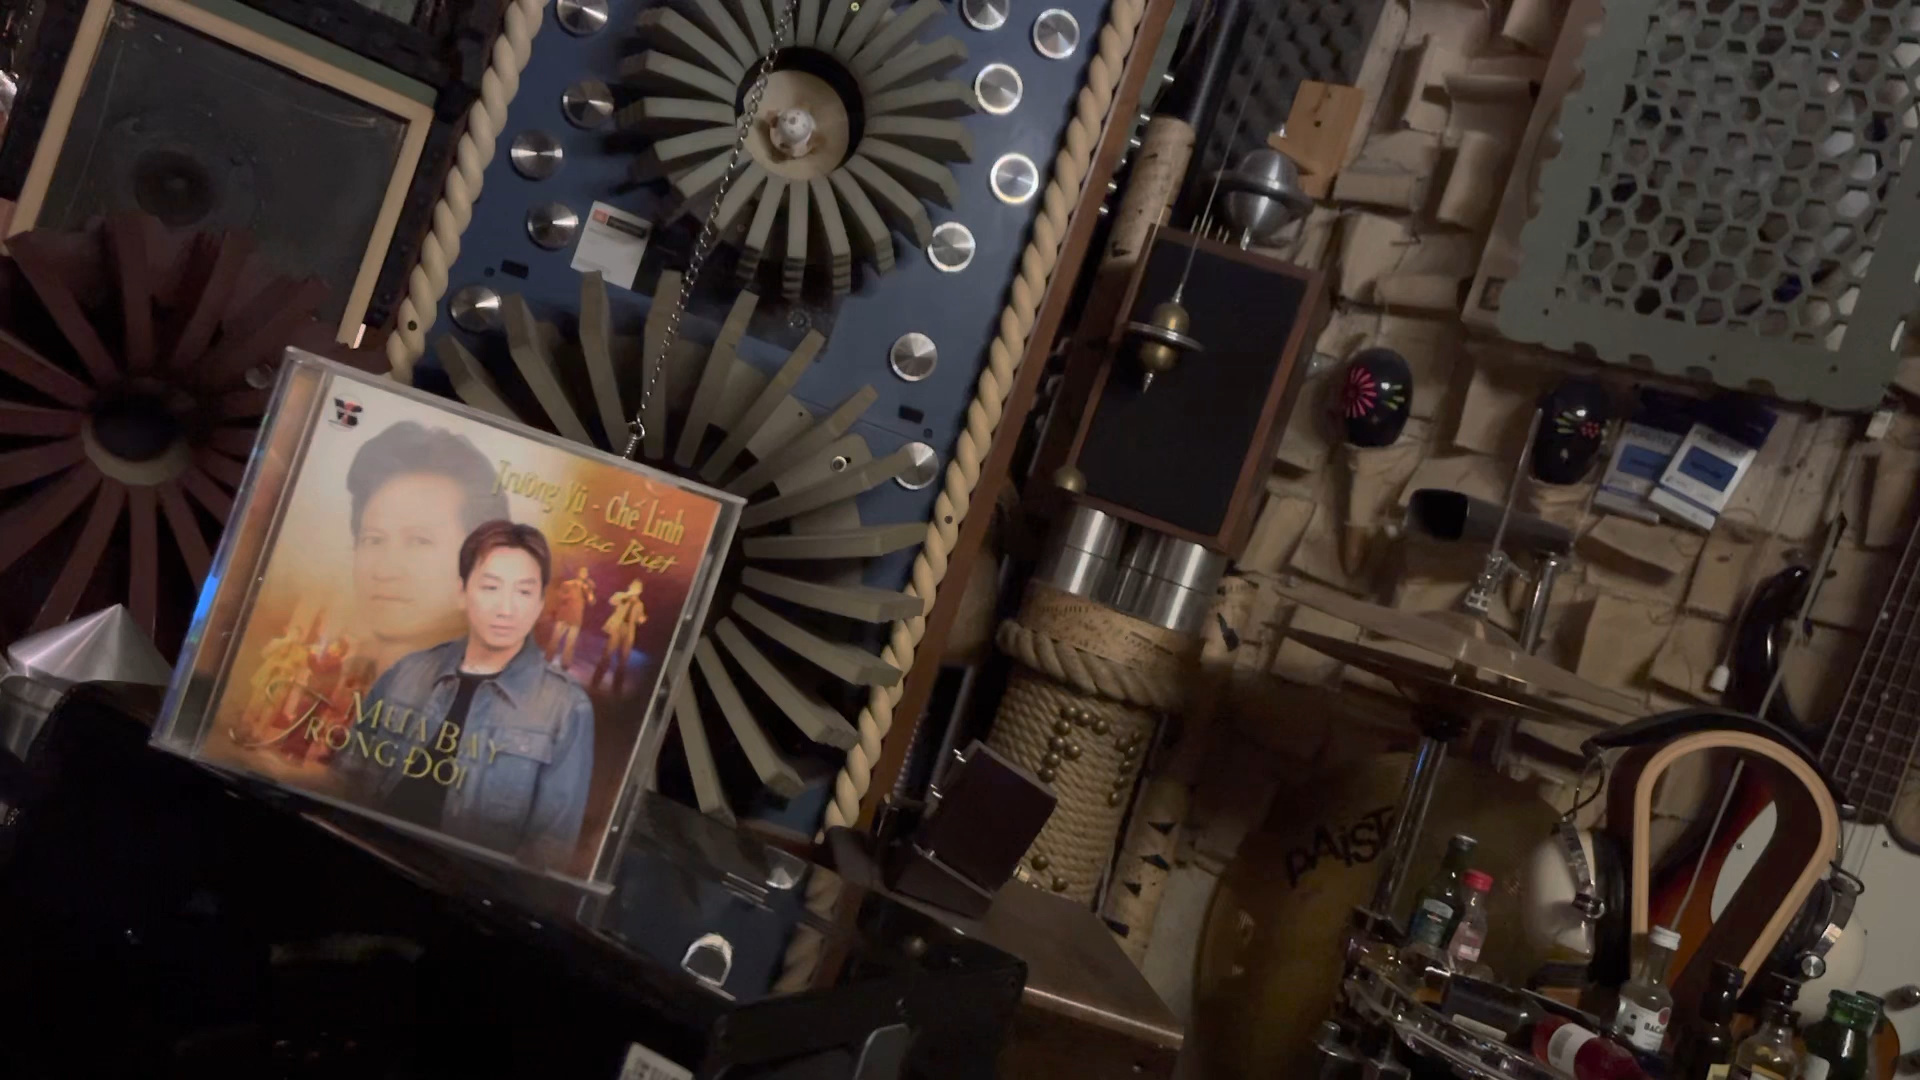 Trường Vũ - Chế Linh
Đặc Biệt
MƯA BAY
TRONG ĐỜI
PAiSTe